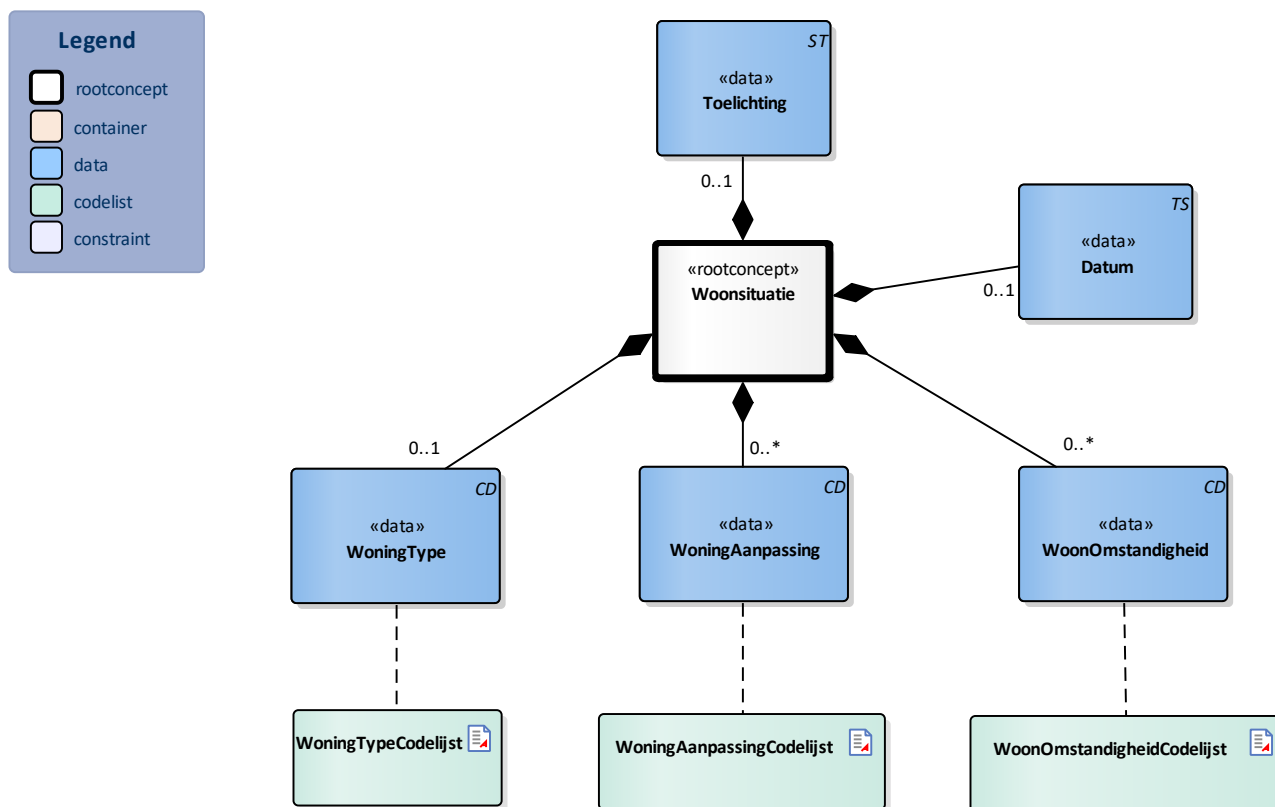 Legend
rootconcept
container
data
codelist
constraint
ST
«data»
Toelichting
0..1
TS
«data»
Datum
0..1
«rootconcept»
Woonsituatie
0..1
0..*
0..*
CD
«data»
WoningType
CD
«data»
WoningAanpassing
CD
«data»
WoonOmstandigheid
WoningTypeCodelijst
WoningAanpassingCodelijst
WoonOmstandigheidCodelijst